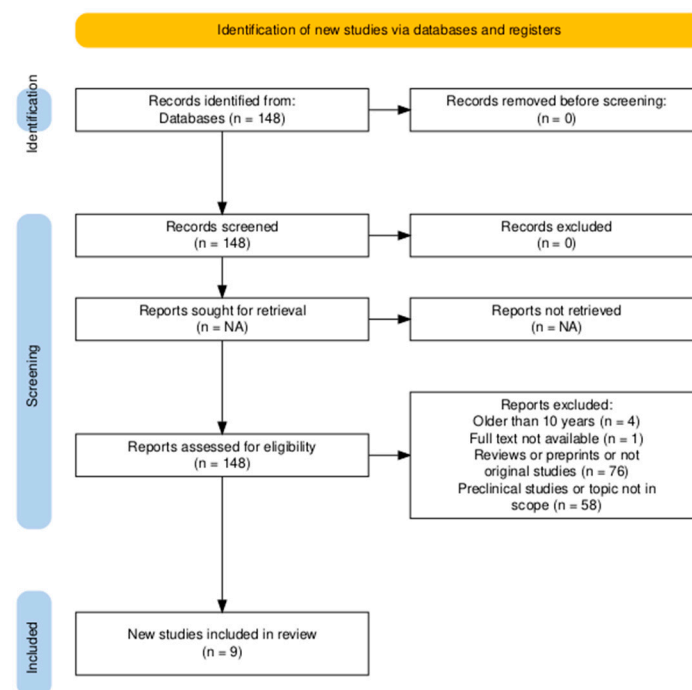 Identification of new studies via databases and registers
Identification
Records identified from:
Databases (n = 148)
Records removed before screening:
(n = 0)
Screening
Records screened
(n = 148)
Records excluded
(n = 0)
Reports sought for retrieval
(n = NA)
Reports not retrieved
(n = NA)
Reports assessed for eligibility
(n = 148)
Reports excluded:
Older than 10 years (n = 4)
Full text not available (n = 1)
Reviews or preprints or not
original studies (n = 76)
Preclinical studies or topic not in
scope (n = 58)
Included
New studies included in review
(n = 9)